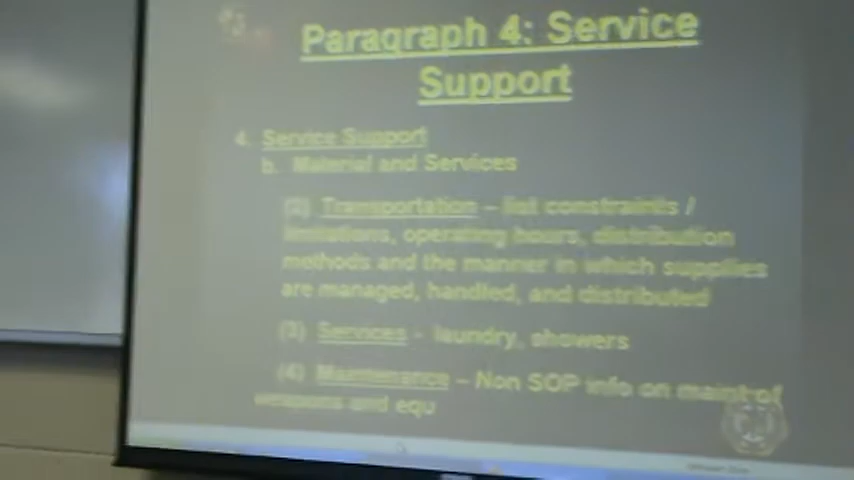 Paragraph 4: Service
Support
4. Service Support
b. Material and Services
(2) Transportation – list constraints /
limitations, operating hours, distribution
methods and the manner in which supplies
are managed, handled, and distributed
(3) Services - laundry, showers
(4) Maintenance – Non SOP info on maint of
weapons and equ